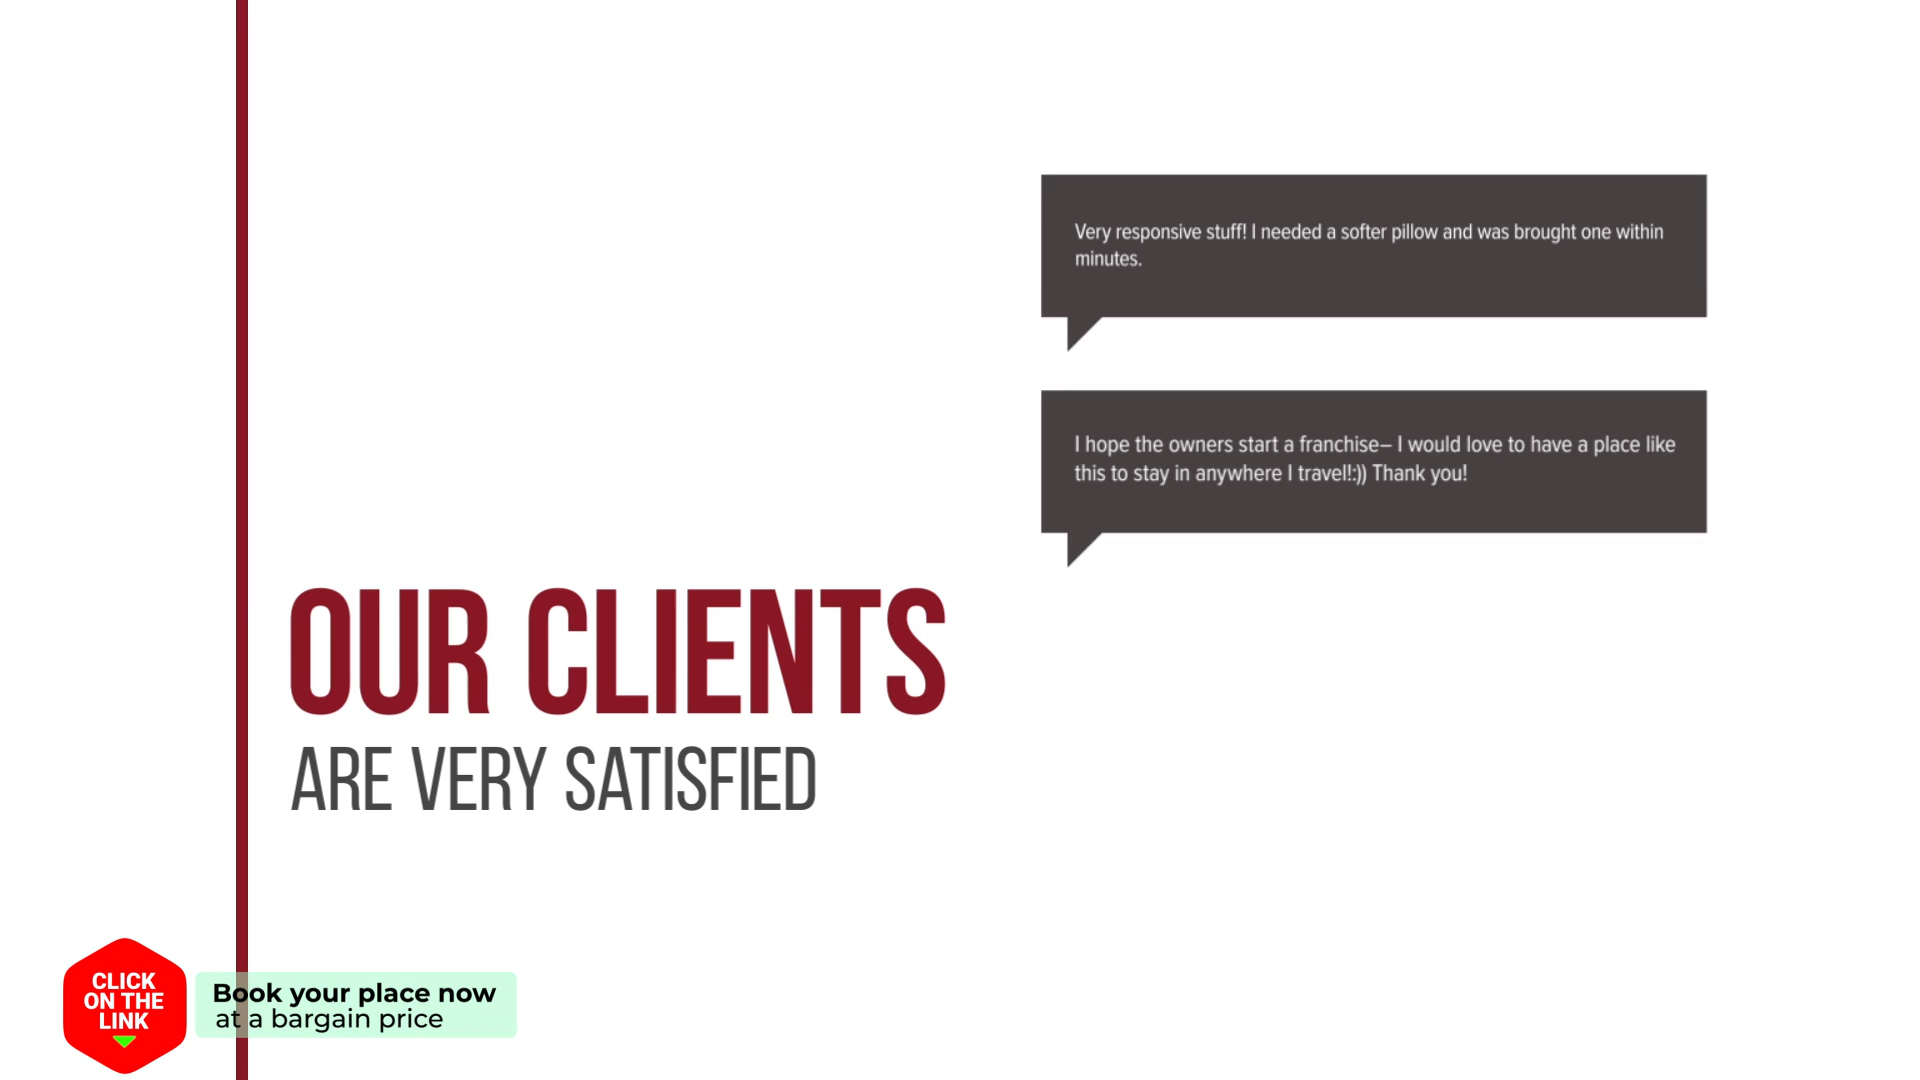 Very responsive stuff! I needed a softer pillow and was brought one within
minutes.
I hope the owners start a franchise– I would love to have a place like
this to stay in anywhere I travel!:)) Thank you!
OUR CLIENTS
ARE VERY SATISFIED
CLICK
ON THE
LINK
Book your place now
at a bargain price